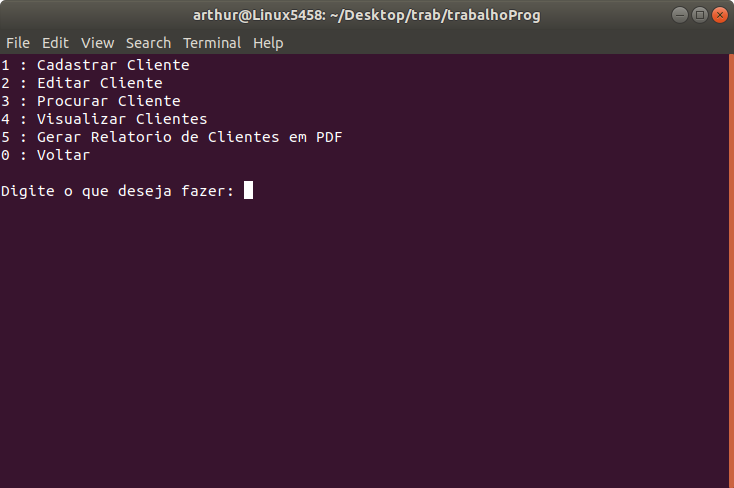 arthur@Linux5458: ~/Desktop/trab/trabalhoProg
File Edit View Search Terminal Help
1 : Cadastrar Cliente
2 : Editar Cliente
3 : Procurar Cliente
4 : Visualizar Clientes
5 : Gerar Relatorio de Clientes em PDF
0 : Voltar
Digite o que deseja fazer: